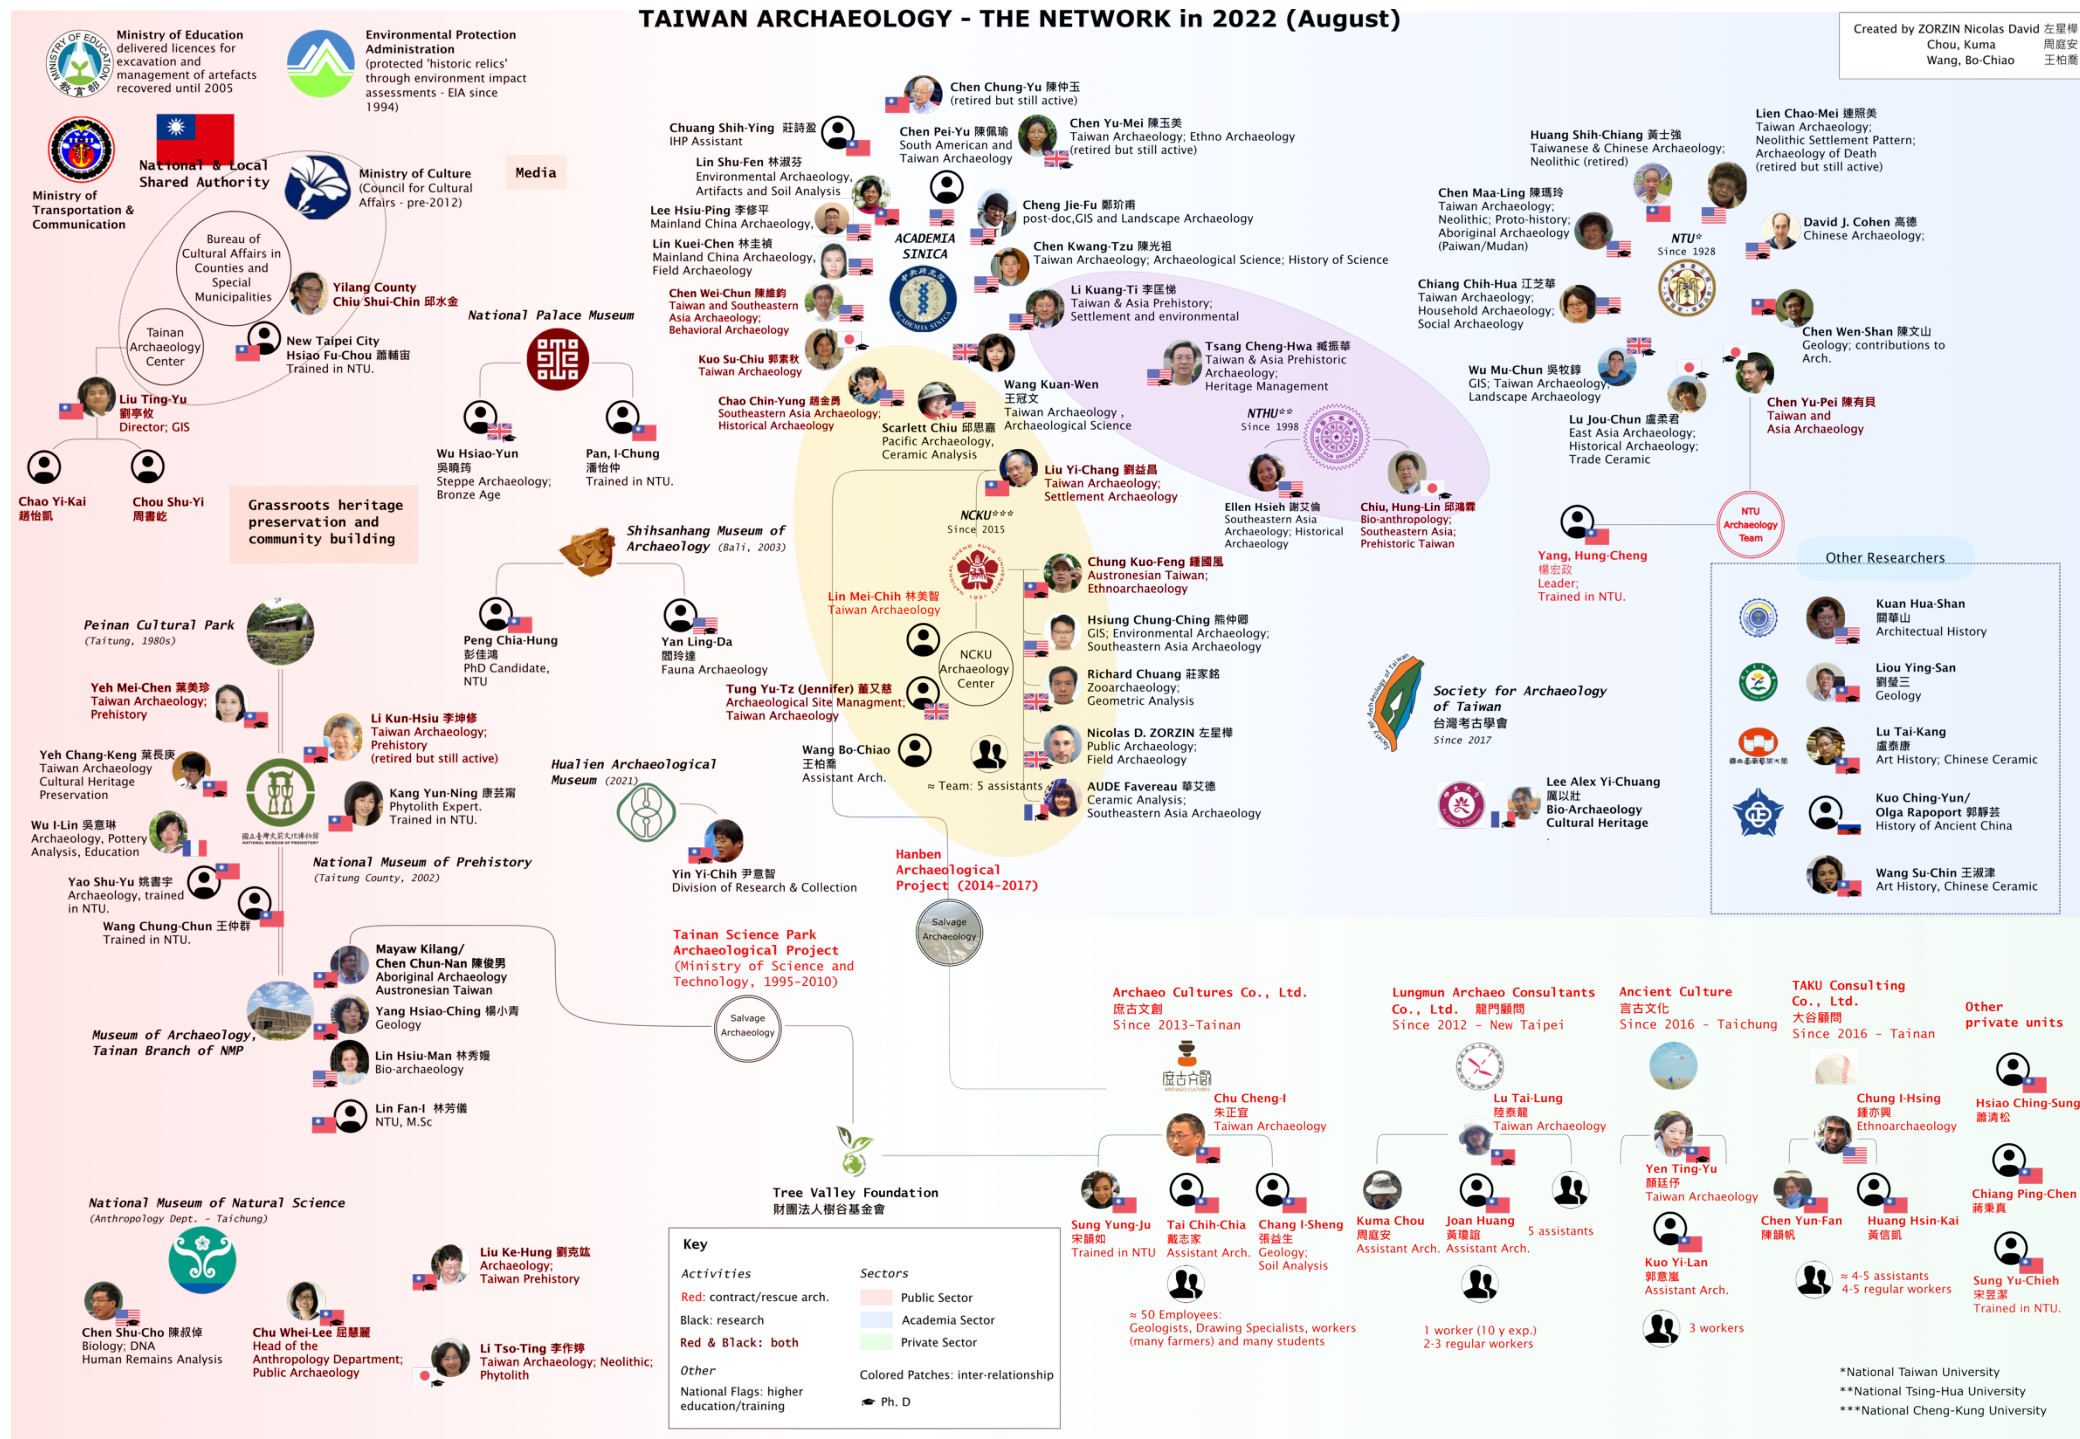 TAIWAN ARCHAEOLOGY - THE NETWORK in 2022 (August)
Created by ZORZIN Nicolas David 左星樺
Chou, Kuma 周庭安
Wang, Bo-Chiao 王柏喬
MINISTRY OF EDUCATION
教育部
Ministry of Education
delivered licences for
excavation and
management of artefacts
recovered until 2005
Environmental Protection
Administration
(protected 'historic relics'
through environment impact
assessments - EIA since
1994)
Ministry of
Transportation &
Communication
National & Local
Shared Authority
Ministry of Culture
(Council for Cultural
Affairs - pre-2012)
Media
Bureau of
Cultural Affairs in
Counties and
Special
Municipalities
Yilang County
Chiu Shui-Chin 邱水金
Tainan
Archaeology
Center
New Taipei City
Hsiao Fu-Chou 蕭輔宙
Trained in NTU.
Liu Ting-Yu
劉亭攸
Director; GIS
Chao Yi-Kai
趙怡凱
Chou Shu-Yi
周書屹
Grassroots heritage
preservation and
community building
National Palace Museum
Wu Hsiao-Yun
吳曉筠
Steppe Archaeology;
Bronze Age
Pan, I-Chung
潘怡仲
Trained in NTU.
Shihsanhang Museum of
Archaeology (Bali, 2003)
Peng Chia-Hung
彭佳鴻
PhD Candidate,
NTU
Yan Ling-Da
閻玲達
Fauna Archaeology
Peinan Cultural Park
(Taitung, 1980s)
Yeh Mei-Chen 葉美珍
Taiwan Archaeology;
Prehistory
Li Kun-Hsiu 李坤修
Taiwan Archaeology;
Prehistory
(retired but still active)
Yeh Chang-Keng 葉長庚
Taiwan Archaeology
Cultural Heritage
Preservation
Kang Yun-Ning 康芸甯
Phytolith Expert.
Trained in NTU.
Wu I-Lin 吳意琳
Archaeology, Pottery
Analysis, Education
國立臺灣史前文化博物館
NATIONAL MUSEUM OF PREHISTORY
National Museum of Prehistory
(Taitung County, 2002)
Yao Shu-Yu 姚書宇
Archaeology, trained
in NTU.
Wang Chung-Chun 王仲群
Trained in NTU.
Hualien Archaeological
Museum (2021)
Yin Yi-Chih 尹意智
Division of Research & Collection
Mayaw Kilang/
Chen Chun-Nan 陳俊男
Aboriginal Archaeology
Austronesian Taiwan
Yang Hsiao-Ching 楊小青
Geology
Museum of Archaeology,
Tainan Branch of NMP
Lin Hsiu-Man 林秀嫚
Bio-archaeology
Lin Fan-I 林芳儀
NTU, M.Sc
National Museum of Natural Science
(Anthropology Dept. - Taichung)
Chen Shu-Cho 陳叔倬
Biology; DNA
Human Remains Analysis
Chu Whei-Lee 屈慧麗
Head of the
Anthropology Department;
Public Archaeology
Liu Ke-Hung 劉克竑
Archaeology;
Taiwan Prehistory
Li Tso-Ting 李作婷
Taiwan Archaeology; Neolithic;
Phytolith
Chen Chung-Yu 陳仲玉
(retired but still active)
Chuang Shih-Ying 莊詩盈
IHP Assistant
Chen Pei-Yu 陳佩瑜
South American and
Taiwan Archaeology
Chen Yu-Mei 陳玉美
Taiwan Archaeology; Ethno Archaeology
(retired but still active)
Lin Shu-Fen 林淑芬
Environmental Archaeology,
Artifacts and Soil Analysis
Lee Hsiu-Ping 李修平
Mainland China Archaeology,
Cheng Jie-Fu 鄭玠甫
post-doc,GIS and Landscape Archaeology
Lin Kuei-Chen 林圭禎
Mainland China Archaeology,
Field Archaeology
ACADEMIA
SINICA
中央研究院
ACADEMIA SINICA
Chen Kwang-Tzu 陳光祖
Taiwan Archaeology; Archaeological Science; History of Science
Chen Wei-Chun 陳維鈞
Taiwan and Southeastern
Asia Archaeology;
Behavioral Archaeology
Li Kuang-Ti 李匡悌
Taiwan & Asia Prehistory;
Settlement and environmental
Kuo Su-Chiu 郭素秋
Taiwan Archaeology
Tsang Cheng-Hwa 臧振華
Taiwan & Asia Prehistoric
Archaeology;
Heritage Management
Chao Chin-Yung 趙金勇
Southeastern Asia Archaeology;
Historical Archaeology
Scarlett Chiu 邱思嘉
Pacific Archaeology,
Ceramic Analysis
Wang Kuan-Wen
王冠文
Taiwan Archaeology ,
Archaeological Science
NTHU**
Since 1998
Ellen Hsieh 謝艾倫
Southeastern Asia
Archaeology; Historical
Archaeology
Chiu, Hung-Lin 邱鴻霖
Bio-anthropology;
Southeastern Asia;
Prehistoric Taiwan
Liu Yi-Chang 劉益昌
Taiwan Archaeology;
Settlement Archaeology
NCKU***
Since 2015
Lin Mei-Chih 林美智
Taiwan Archaeology
NCKU
Archaeology
Center
Tung Yu-Tz (Jennifer) 董又慈
Archaeological Site Managment;
Taiwan Archaeology
Wang Bo-Chiao
王柏喬
Assistant Arch.
≈ Team: 5 assistants
Chung Kuo-Feng 鍾國風
Austronesian Taiwan;
Ethnoarchaeology
Hsiung Chung-Ching 熊仲卿
GIS; Environmental Archaeology;
Southeastern Asia Archaeology
Richard Chuang 莊家銘
Zooarchaeology;
Geometric Analysis
Nicolas D. ZORZIN 左星樺
Public Archaeology;
Field Archaeology
AUDE Favereau 華艾德
Ceramic Analysis;
Southeastern Asia Archaeology
Hanben
Archaeological
Project (2014-2017)
Salvage
Archaeology
Tainan Science Park
Archaeological Project
(Ministry of Science and
Technology, 1995-2010)
Salvage
Archaeology
Tree Valley Foundation
財團法人樹谷基金會
Huang Shih-Chiang 黃士強
Taiwanese & Chinese Archaeology;
Neolithic (retired)
Lien Chao-Mei 連照美
Taiwan Archaeology;
Neolithic Settlement Pattern;
Archaeology of Death
(retired but still active)
Chen Maa-Ling 陳瑪玲
Taiwan Archaeology;
Neolithic; Proto-history;
Aboriginal Archaeology
(Paiwan/Mudan)
NTU*
Since 1928
David J. Cohen 高德
Chinese Archaeology;
Chiang Chih-Hua 江芝華
Taiwan Archaeology;
Household Archaeology;
Social Archaeology
Chen Wen-Shan 陳文山
Geology; contributions to
Arch.
Wu Mu-Chun 吳牧錞
GIS; Taiwan Archaeology;
Landscape Archaeology
Lu Jou-Chun 盧柔君
East Asia Archaeology;
Historical Archaeology;
Trade Ceramic
Chen Yu-Pei 陳有貝
Taiwan and
Asia Archaeology
NTU
Archaeology
Team
Yang, Hung-Cheng
楊宏政
Leader;
Trained in NTU.
Other Researchers
Kuan Hua-Shan
關華山
Architectual History
Liou Ying-San
劉瑩三
Geology
Lu Tai-Kang
盧泰康
Art History; Chinese Ceramic
Kuo Ching-Yun/
Olga Rapoport 郭靜芸
History of Ancient China
Wang Su-Chin 王淑津
Art History, Chinese Ceramic
Society for Archaeology of Taiwan
Society for Archaeology
of Taiwan
台灣考古學會
Since 2017
Lee Alex Yi-Chuang
厲以壯
Bio-Archaeology
Cultural Heritage
.
Archaeo Cultures Co., Ltd.
庶古文創
Since 2013-Tainan
庶古文創
ARCHAEO CULTURES
Chu Cheng-I
朱正宜
Taiwan Archaeology
Sung Yung-Ju
宋韻如
Trained in NTU
Tai Chih-Chia
戴志家
Assistant Arch.
Chang I-Sheng
張益生
Geology;
Soil Analysis
≈ 50 Employees:
Geologists, Drawing Specialists, workers
(many farmers) and many students
Lungmun Archaeo Consultants
Co., Ltd. 龍門顧問
Since 2012 - New Taipei
Lu Tai-Lung
陸泰龍
Taiwan Archaeology
Kuma Chou
周庭安
Assistant Arch.
Joan Huang
黃瓊誼
Assistant Arch.
5 assistants
1 worker (10 y exp.)
2-3 regular workers
Ancient Culture
言古文化
Since 2016 - Taichung
Yen Ting-Yu
顏廷伃
Taiwan Archaeology
Kuo Yi-Lan
郭意嵐
Assistant Arch.
3 workers
TAKU Consulting
Co., Ltd.
大谷顧問
Since 2016 - Tainan
Chung I-Hsing
鍾亦興
Ethnoarchaeology
Chen Yun-Fan
陳韻帆
Huang Hsin-Kai
黃信凱
≈ 4-5 assistants
4-5 regular workers
Other
private units
Hsiao Ching-Sung
蕭清松
Chiang Ping-Chen
蔣秉真
Sung Yu-Chieh
宋昱潔
Trained in NTU.
Key
Activities
Red: contract/rescue arch.
Black: research
Red & Black: both
Other
National Flags: higher
education/training
Sectors
Public Sector
Academia Sector
Private Sector
Colored Patches: inter-relationship
Ph. D
*National Taiwan University
**National Tsing-Hua University
***National Cheng-Kung University